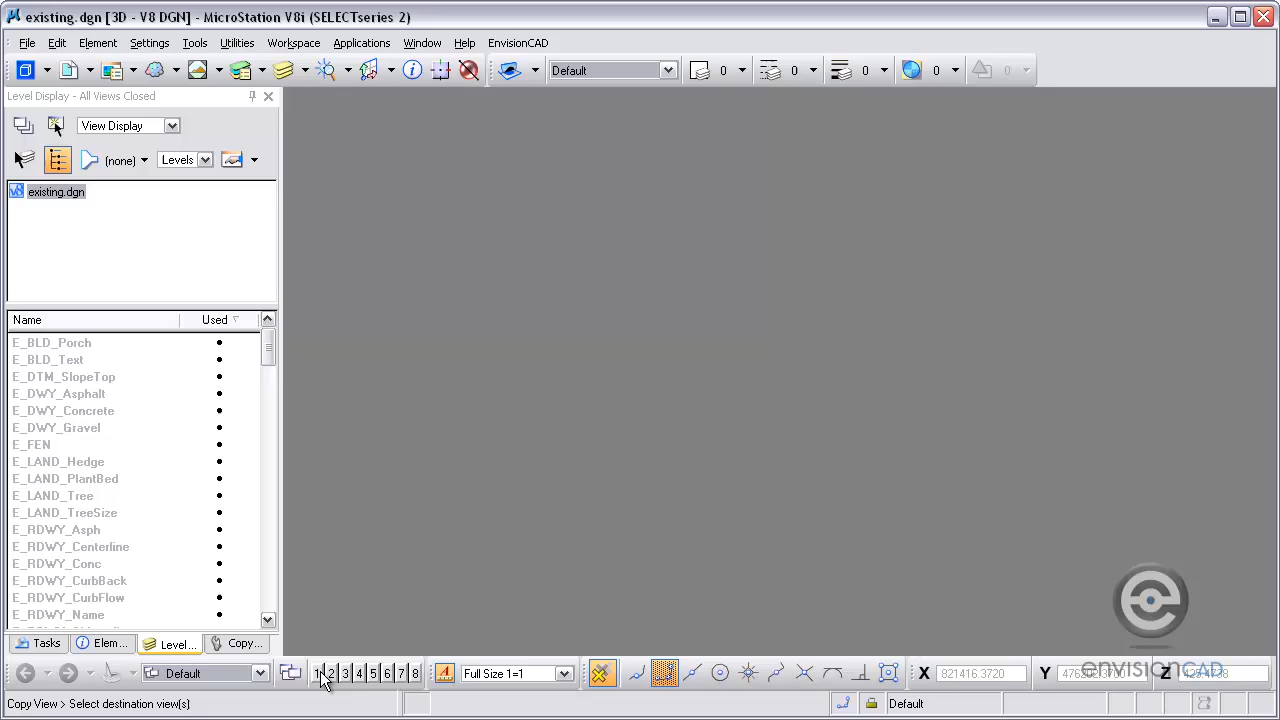 existing.dgn [3D - V8 DGN] - MicroStation V8i (SELECTseries 2)
File Edit Element Settings Tools Utilities Workspace Applications Window Help EnvisionCAD
Default 0 0 0 0 0
Level Display - All Views Closed
View Display
(none) Levels
existing.dgn
Name Used
E_BLD_Porch
E_BLD_Text
E_DTM_SlopeTop
E_DWY_Asphalt
E_DWY_Concrete
E_DWY_Gravel
E_FEN
E_LAND_Hedge
E_LAND_PlantBed
E_LAND_Tree
E_LAND_TreeSize
E_RDWY_Asph
E_RDWY_Centerline
E_RDWY_Conc
E_RDWY_CurbBack
E_RDWY_CurbFlow
E_RDWY_Name
Tasks Elem... Level... Copy...
Default 1 2 3 4 5 6 7 8 Full Size 1=1 X 821416.3720 Y Z
envisionCAD
Copy View > Select destination view(s) Default